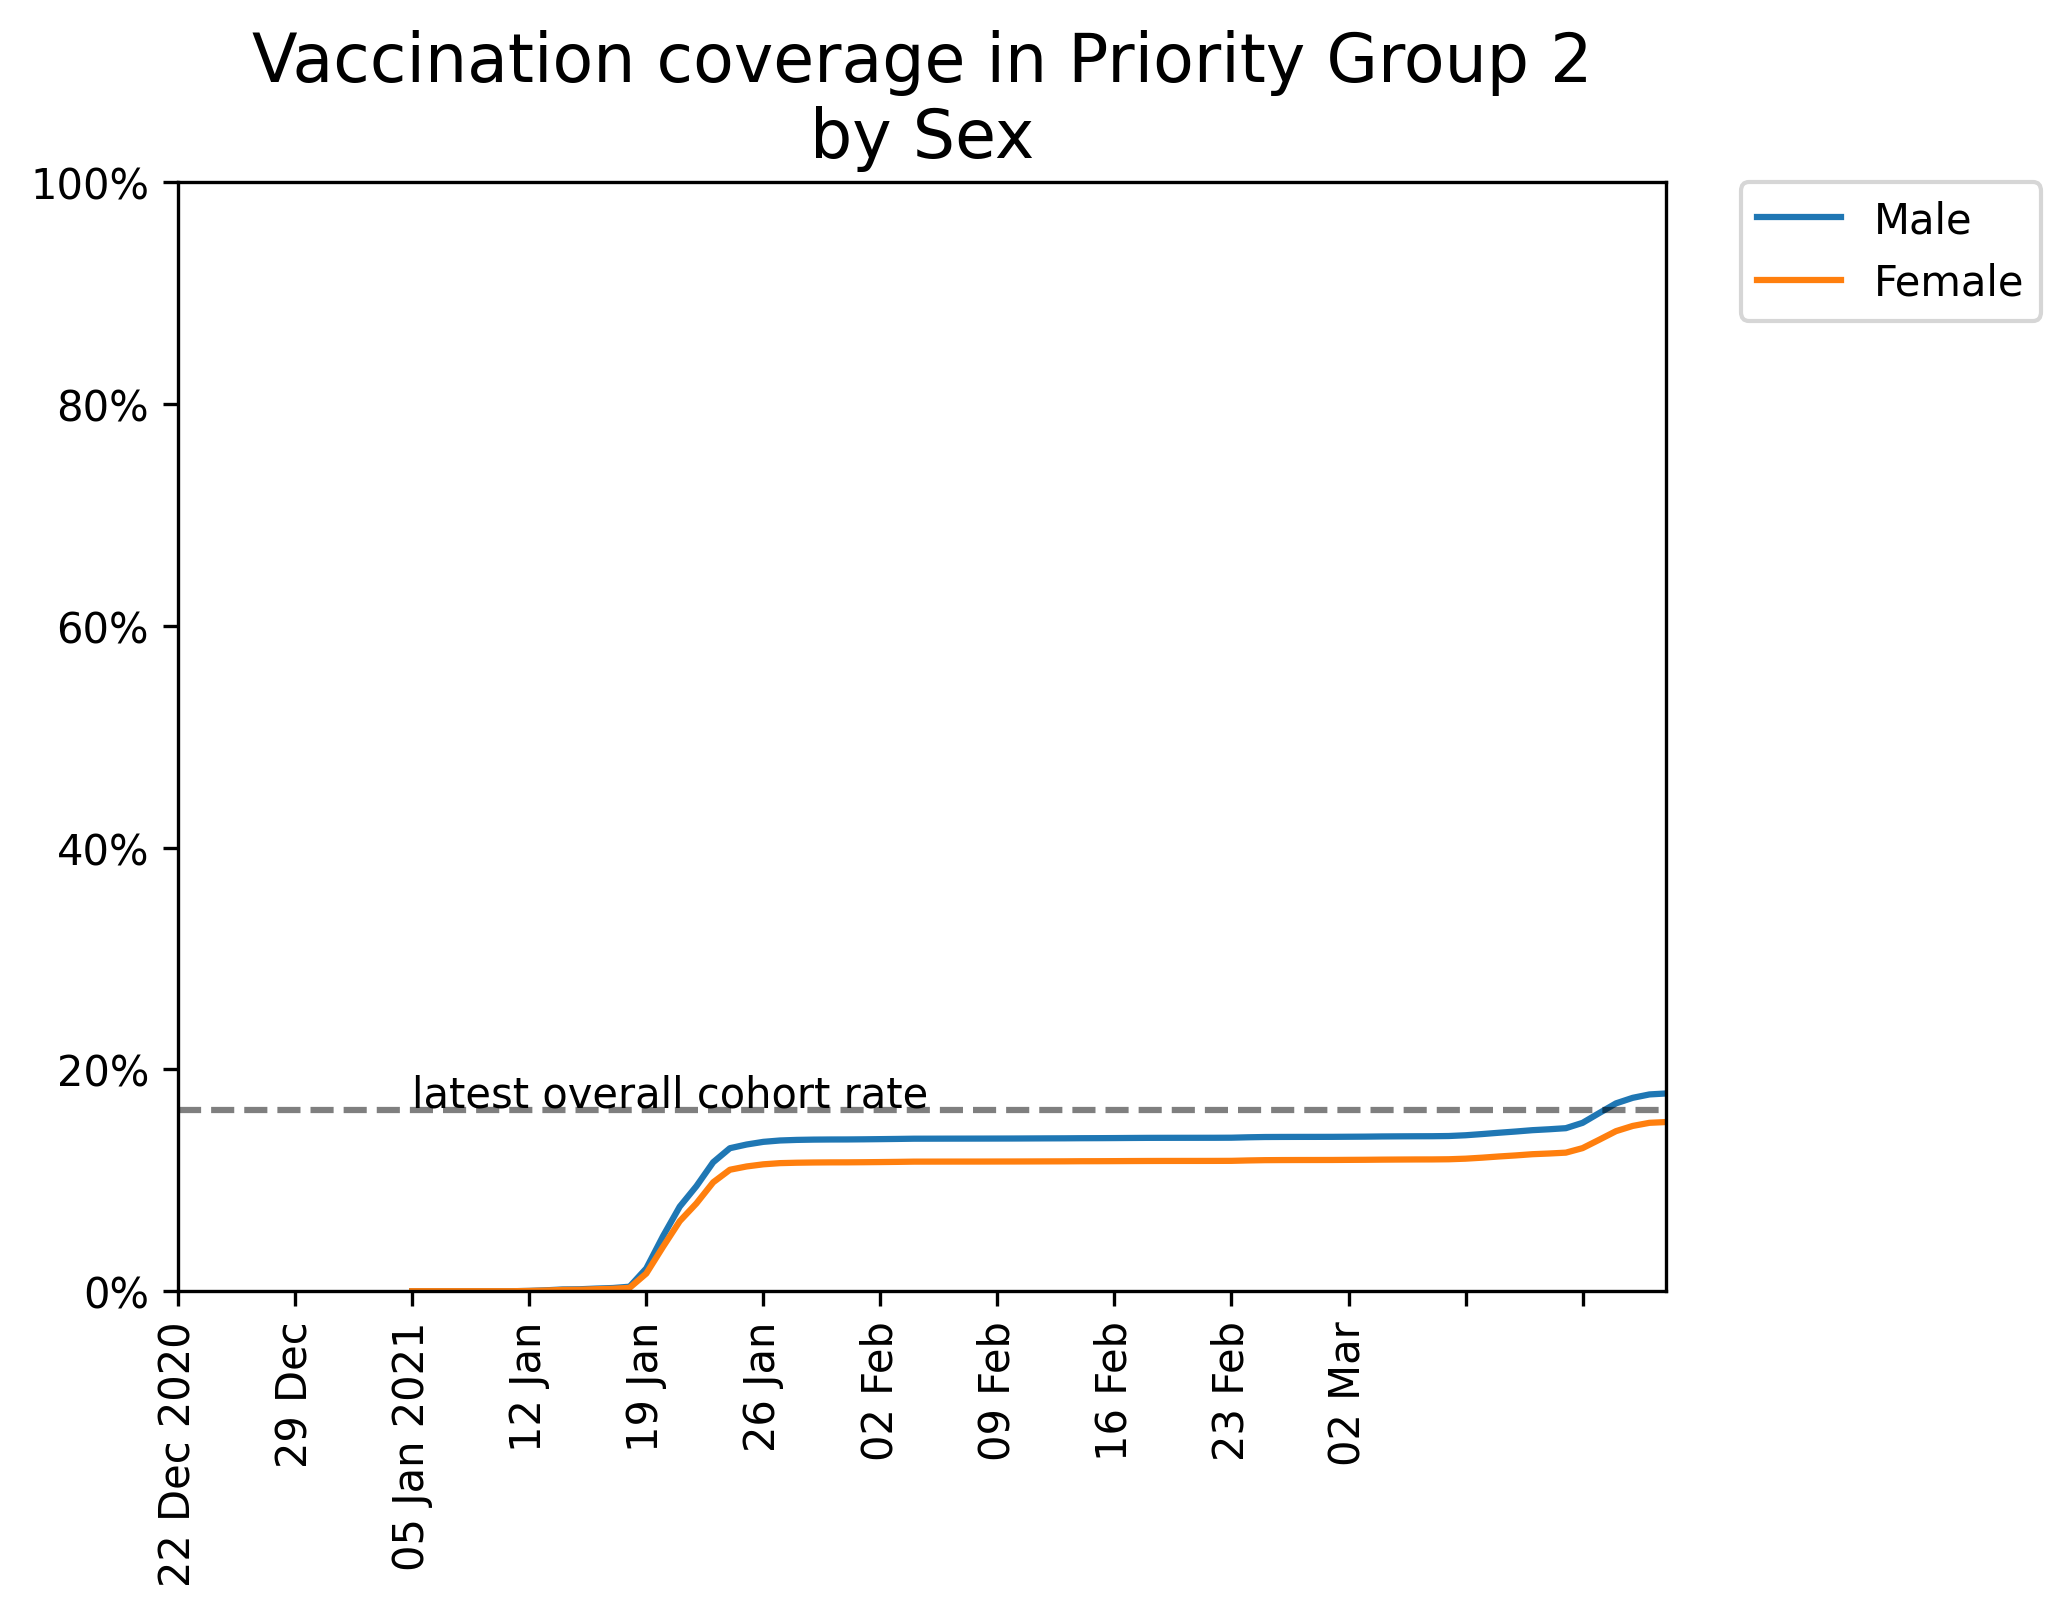 Vaccination coverage in Priority Group 2
by Sex
100%
80%
60%
40%
20%
0%
Male
Female
latest overall cohort rate
22 Dec 2020
29 Dec
05 Jan 2021
12 Jan
19 Jan
26 Jan
02 Feb
09 Feb
16 Feb
23 Feb
02 Mar